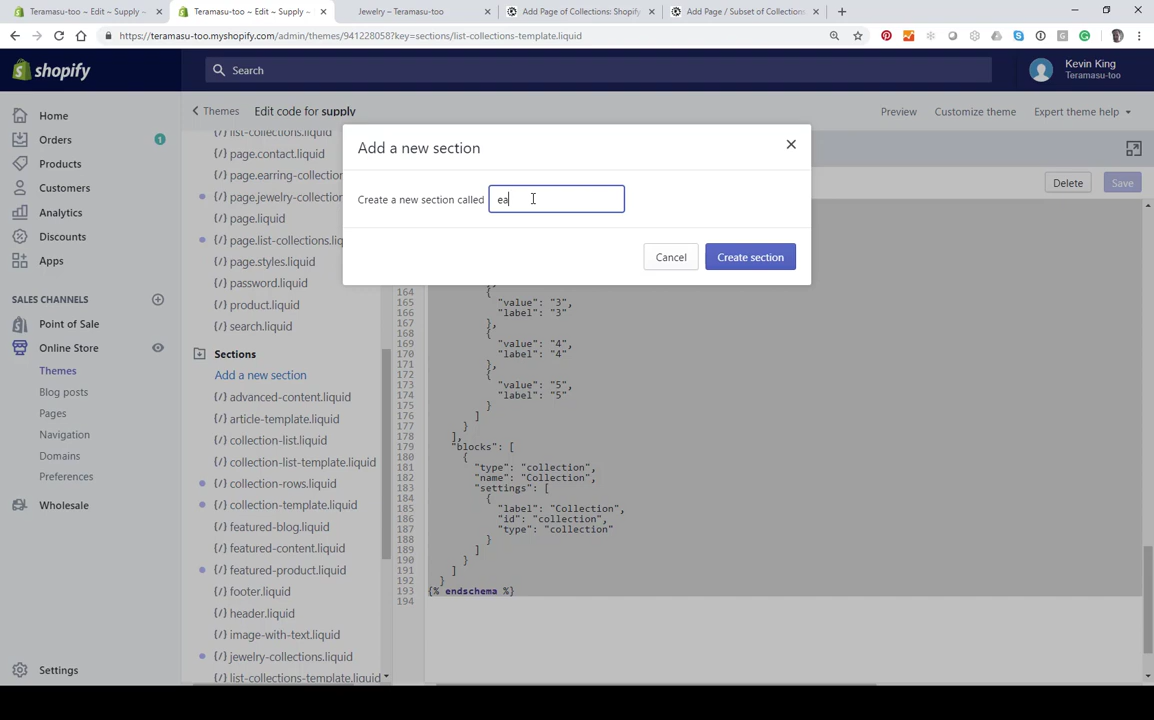 Teramasu-too ~ Edit ~ Supply ~
Teramasu-too ~ Edit ~ Supply ~
Jewelry – Teramasu-too
Add Page of Collections: Shopify
Add Page / Subset of Collections
https://teramasu-too.myshopify.com/admin/themes/941228058?key=sections/list-collections-template.liquid
shopify
Search
Kevin King
Teramasu-too
Home
Orders
1
Products
Customers
Analytics
Discounts
Apps
SALES CHANNELS
Point of Sale
Online Store
Themes
Blog posts
Pages
Navigation
Domains
Preferences
Wholesale
Settings
Themes
Edit code for supply
Preview
Customize theme
Expert theme help
{/} list-collections.liquid
{/} page.contact.liquid
{/} page.earring-collection
{/} page.jewelry-collection
{/} page.liquid
{/} page.list-collections.liq
{/} page.styles.liquid
{/} password.liquid
{/} product.liquid
{/} search.liquid
Sections
Add a new section
{/} advanced-content.liquid
{/} article-template.liquid
{/} collection-list.liquid
{/} collection-list-template.liquid
{/} collection-rows.liquid
{/} collection-template.liquid
{/} featured-blog.liquid
{/} featured-content.liquid
{/} featured-product.liquid
{/} footer.liquid
{/} header.liquid
{/} image-with-text.liquid
{/} jewelry-collections.liquid
{/} list-collections-template.liquid
Add a new section
Create a new section called
ea
Cancel
Create section
Delete
Save
164 {
165 "value": "3",
166 "label": "3"
167 },
168 {
169 "value": "4",
170 "label": "4"
171 },
172 {
173 "value": "5",
174 "label": "5"
175 }
176 ]
177 }
178 ],
179 "blocks": [
180 {
181 "type": "collection",
182 "name": "Collection",
183 "settings": [
184 {
185 "label": "Collection",
186 "id": "collection",
187 "type": "collection"
188 }
189 ]
190 }
191 ]
192 }
193 {% endschema %}
194